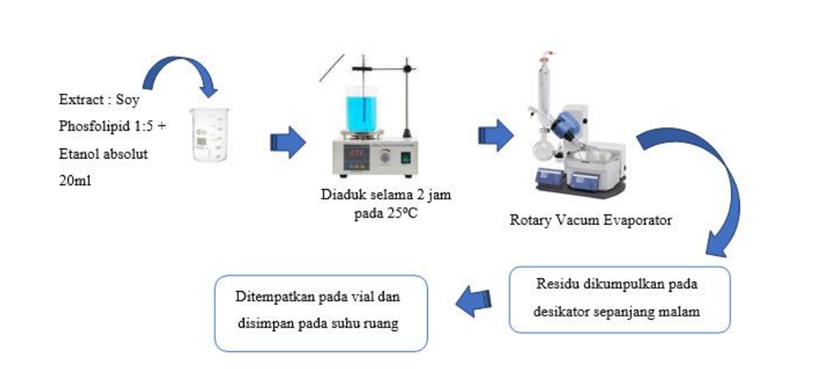 Extract : Soy
Phosfolipid 1:5 +
Etanol absolut
20ml
Diaduk selama 2 jam
pada 25⁰C
Rotary Vacum Evaporator
Residu dikumpulkan pada
desikator sepanjang malam
Ditempatkan pada vial dan
disimpan pada suhu ruang